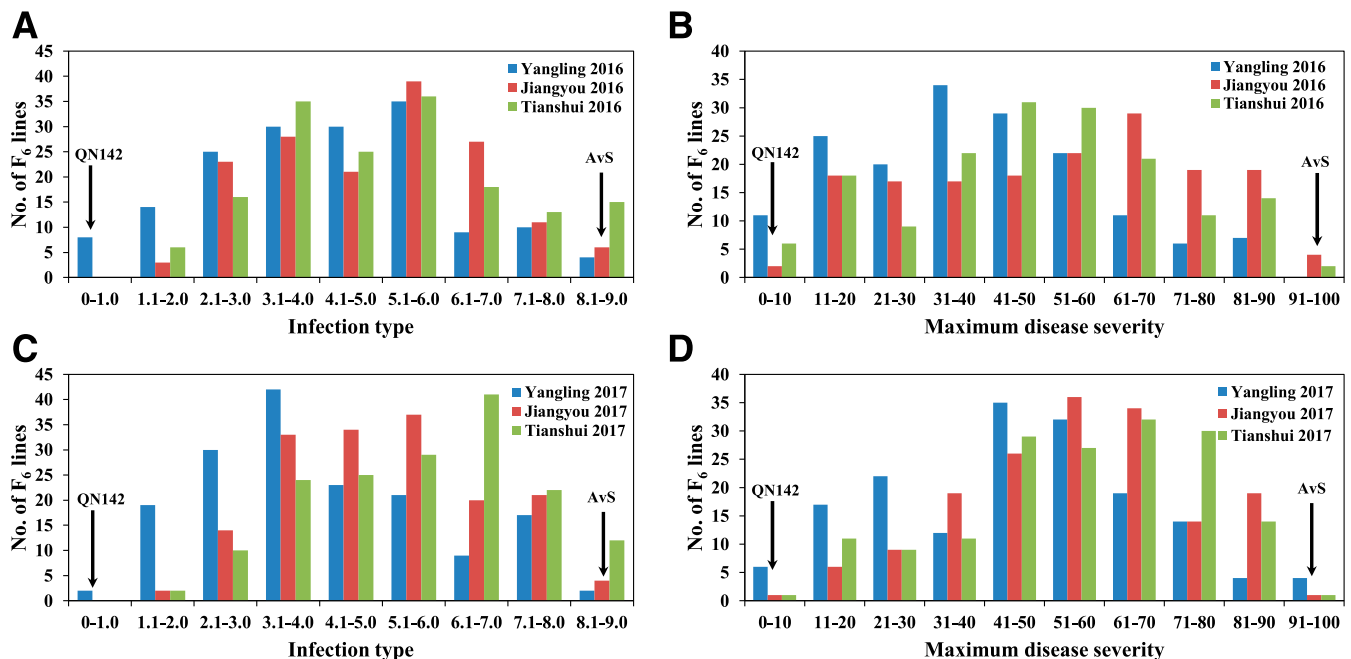 A
No. of F₆ lines
45
40
35
30
25
20
15
10
5
0
Yangling 2016
Jiangyou 2016
Tianshui 2016
QN142
AvS
0–1.0 1.1–2.0 2.1–3.0 3.1–4.0 4.1–5.0 5.1–6.0 6.1–7.0 7.1–8.0 8.1–9.0
Infection type
B
No. of F₆ lines
40
35
30
25
20
15
10
5
0
Yangling 2016
Jiangyou 2016
Tianshui 2016
QN142
AvS
0–10 11–20 21–30 31–40 41–50 51–60 61–70 71–80 81–90 91–100
Maximum disease severity
C
No. of F₆ lines
45
40
35
30
25
20
15
10
5
0
Yangling 2017
Jiangyou 2017
Tianshui 2017
QN142
AvS
0–1.0 1.1–2.0 2.1–3.0 3.1–4.0 4.1–5.0 5.1–6.0 6.1–7.0 7.1–8.0 8.1–9.0
Infection type
D
No. of F₆ lines
40
35
30
25
20
15
10
5
0
Yangling 2017
Jiangyou 2017
Tianshui 2017
QN142
AvS
0–10 11–20 21–30 31–40 41–50 51–60 61–70 71–80 81–90 91–100
Maximum disease severity